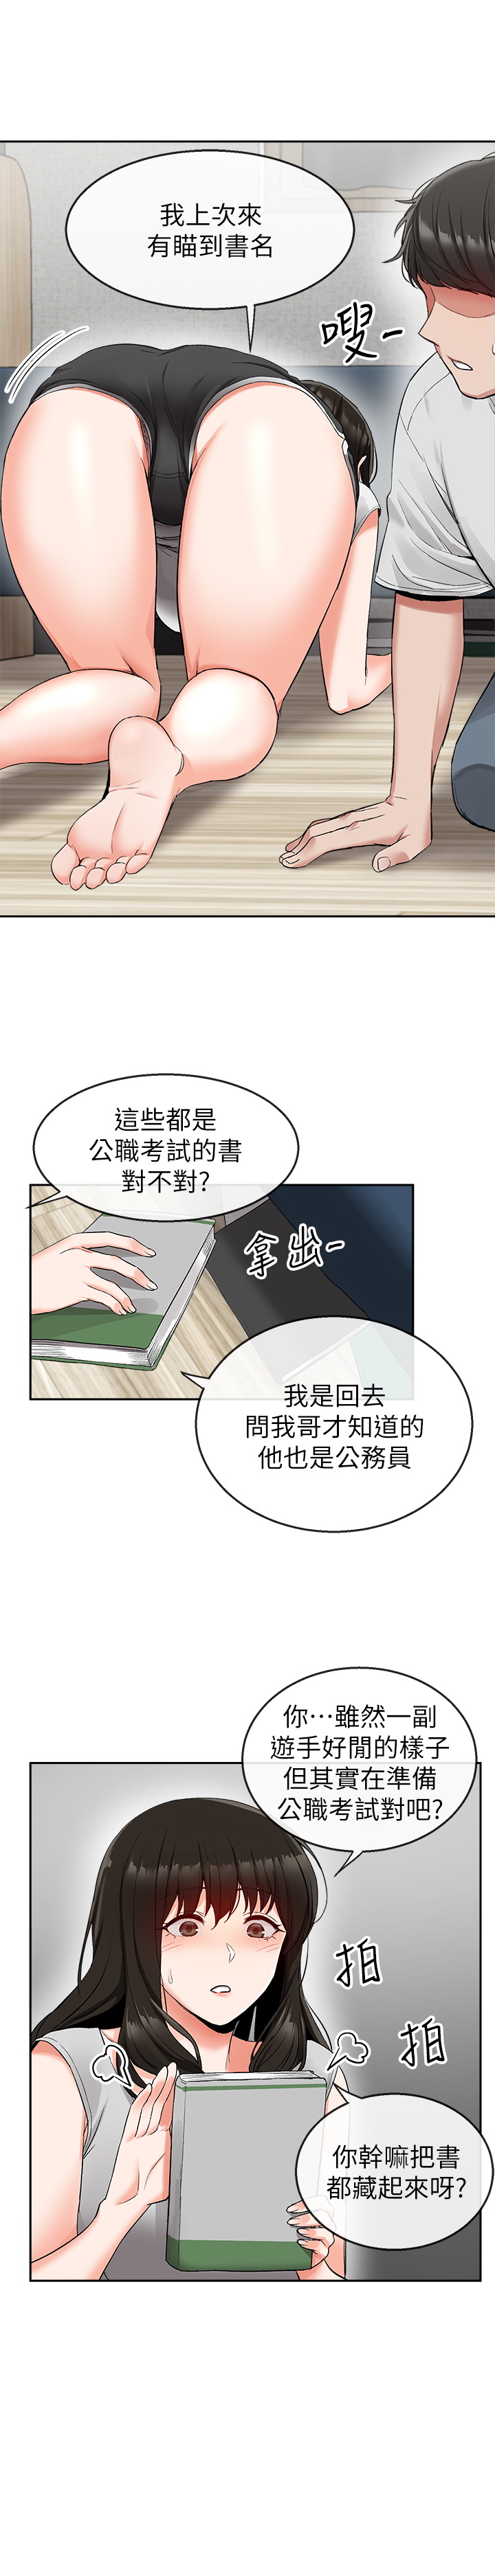 我上次來
有瞄到書名
嗖-
這些都是
公職考試的書
對不對?
拿出-
我是回去
問我哥才知道的
他也是公務員
你…雖然一副
遊手好閒的樣子
但其實在準備
公職考試對吧?
拍
拍
你幹嘛把書
都藏起來呀?